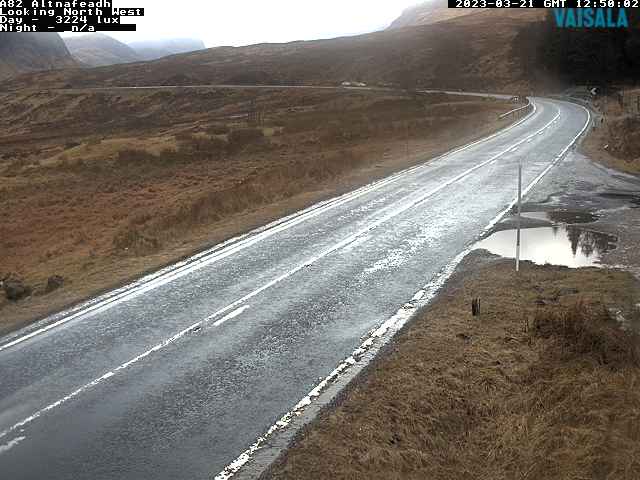 A82 Altnafeadh
Looking North West
Day - 3224 lux
Night - n/a
2023-03-21 GMT 12:50:02
VAISALA